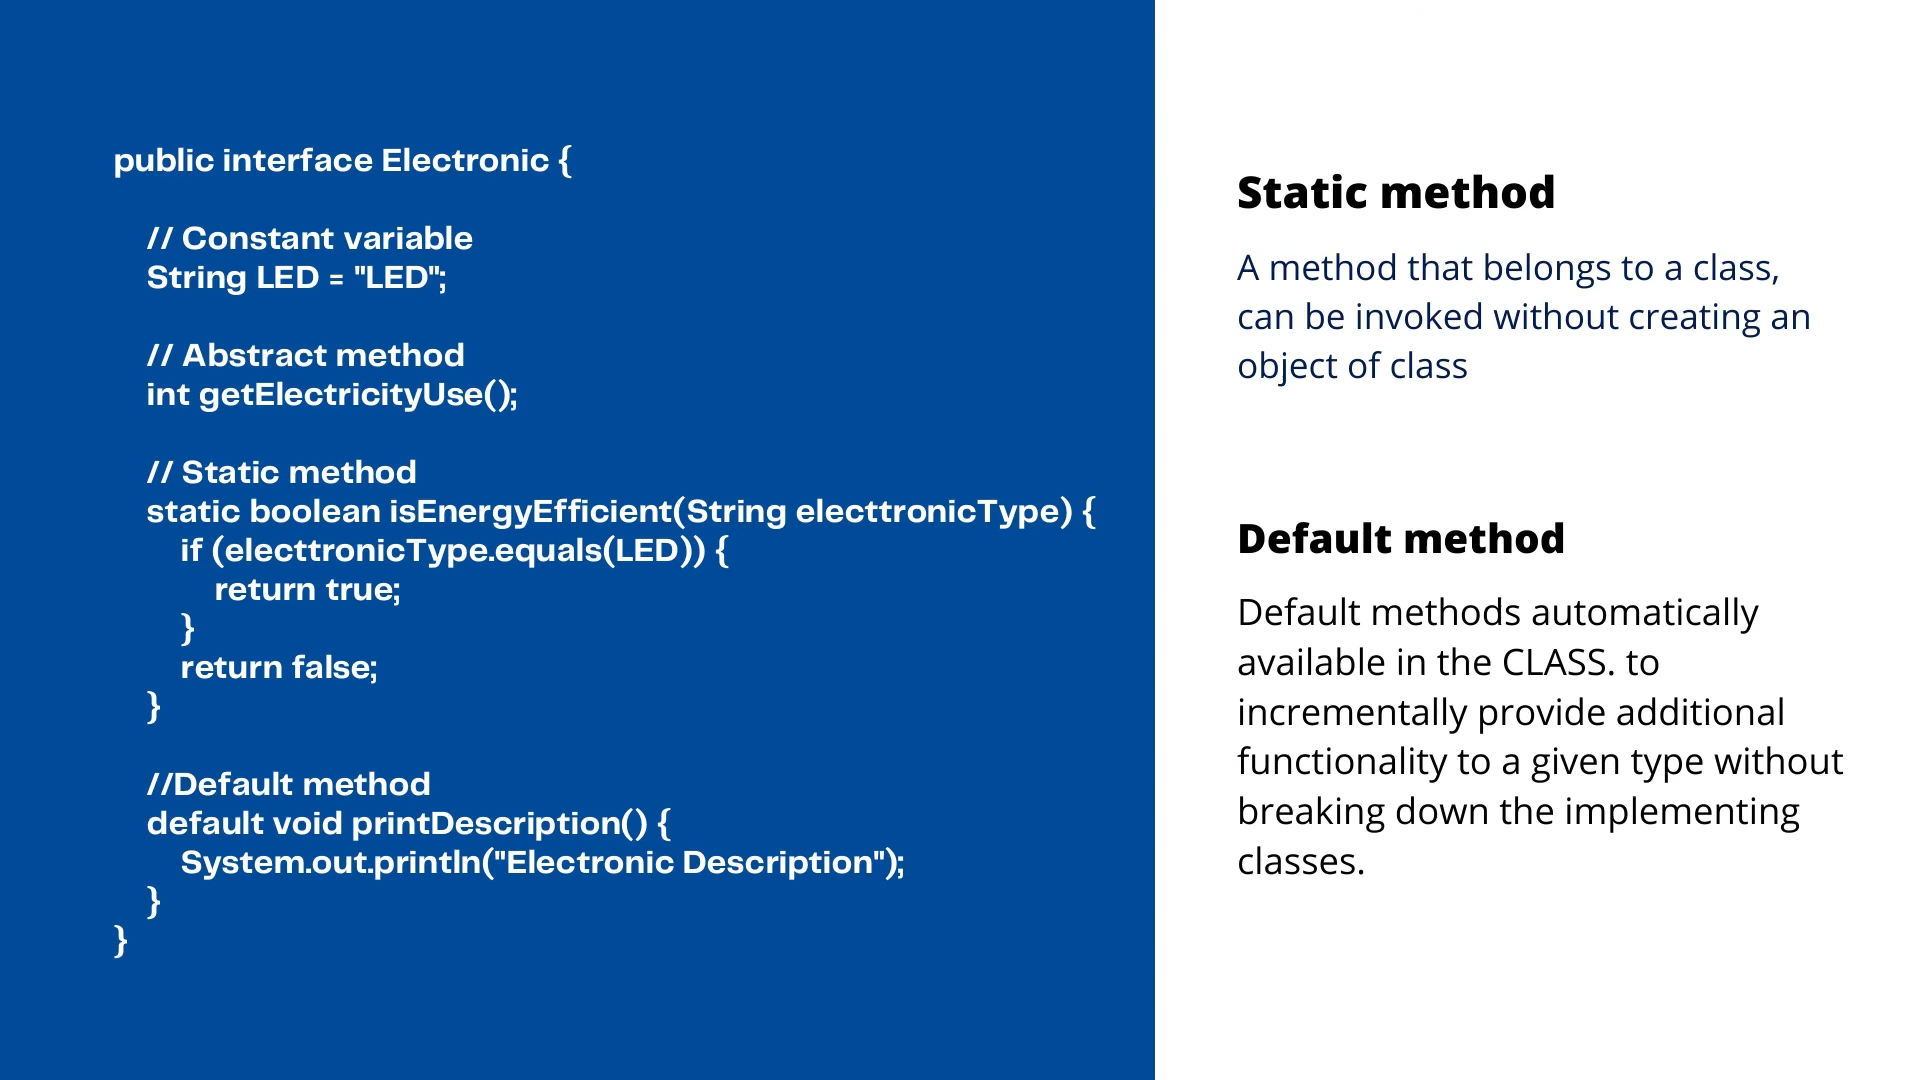 public interface Electronic {
// Constant variable
String LED = "LED";
// Abstract method
int getElectricityUse();
// Static method
static boolean isEnergyEfficient(String electtronicType) {
if (electtronicType.equals(LED)) {
return true;
}
return false;
}
//Default method
default void printDescription() {
System.out.println("Electronic Description");
}
}
Static method
A method that belongs to a class,
can be invoked without creating an
object of class
Default method
Default methods automatically
available in the CLASS. to
incrementally provide additional
functionality to a given type without
breaking down the implementing
classes.